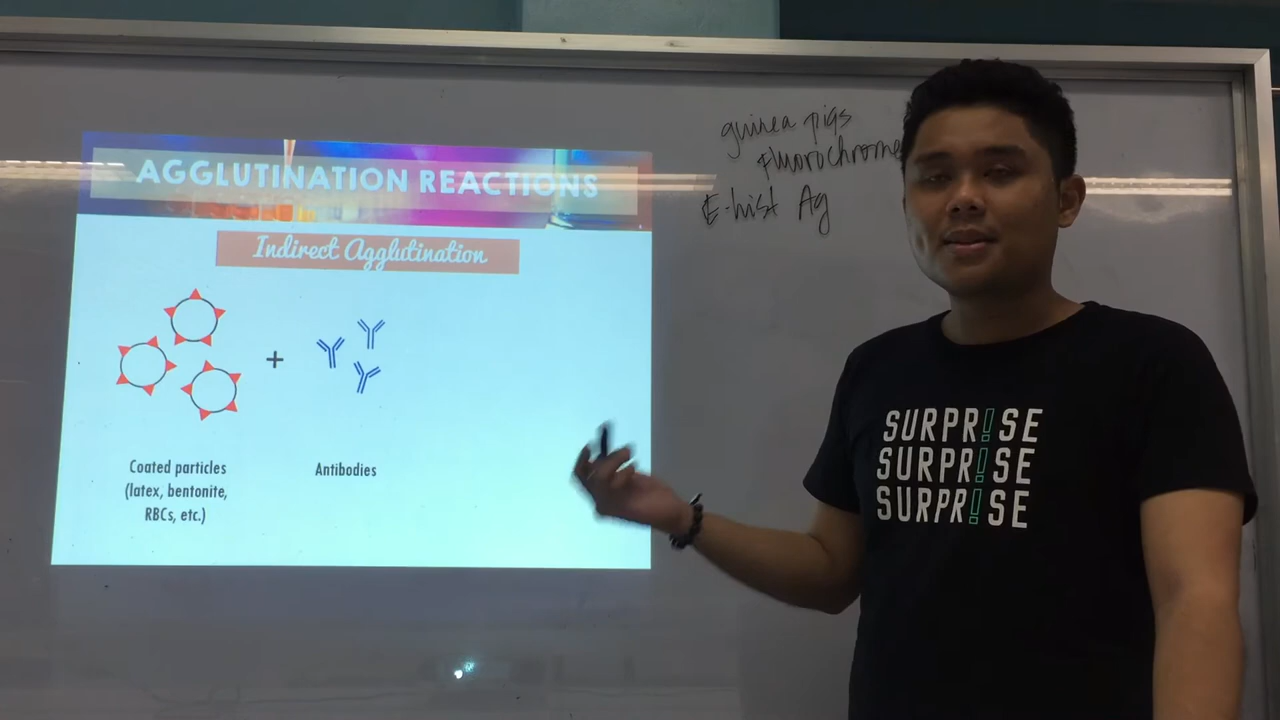 AGGLUTINATION REACTIONS
Indirect Agglutination
+
Coated particles
(latex, bentonite,
RBCs, etc.)
Antibodies
guinea pigs
Fluorochrome
E. hist Ag
SURPR!SE
SURPR!SE
SURPR!SE